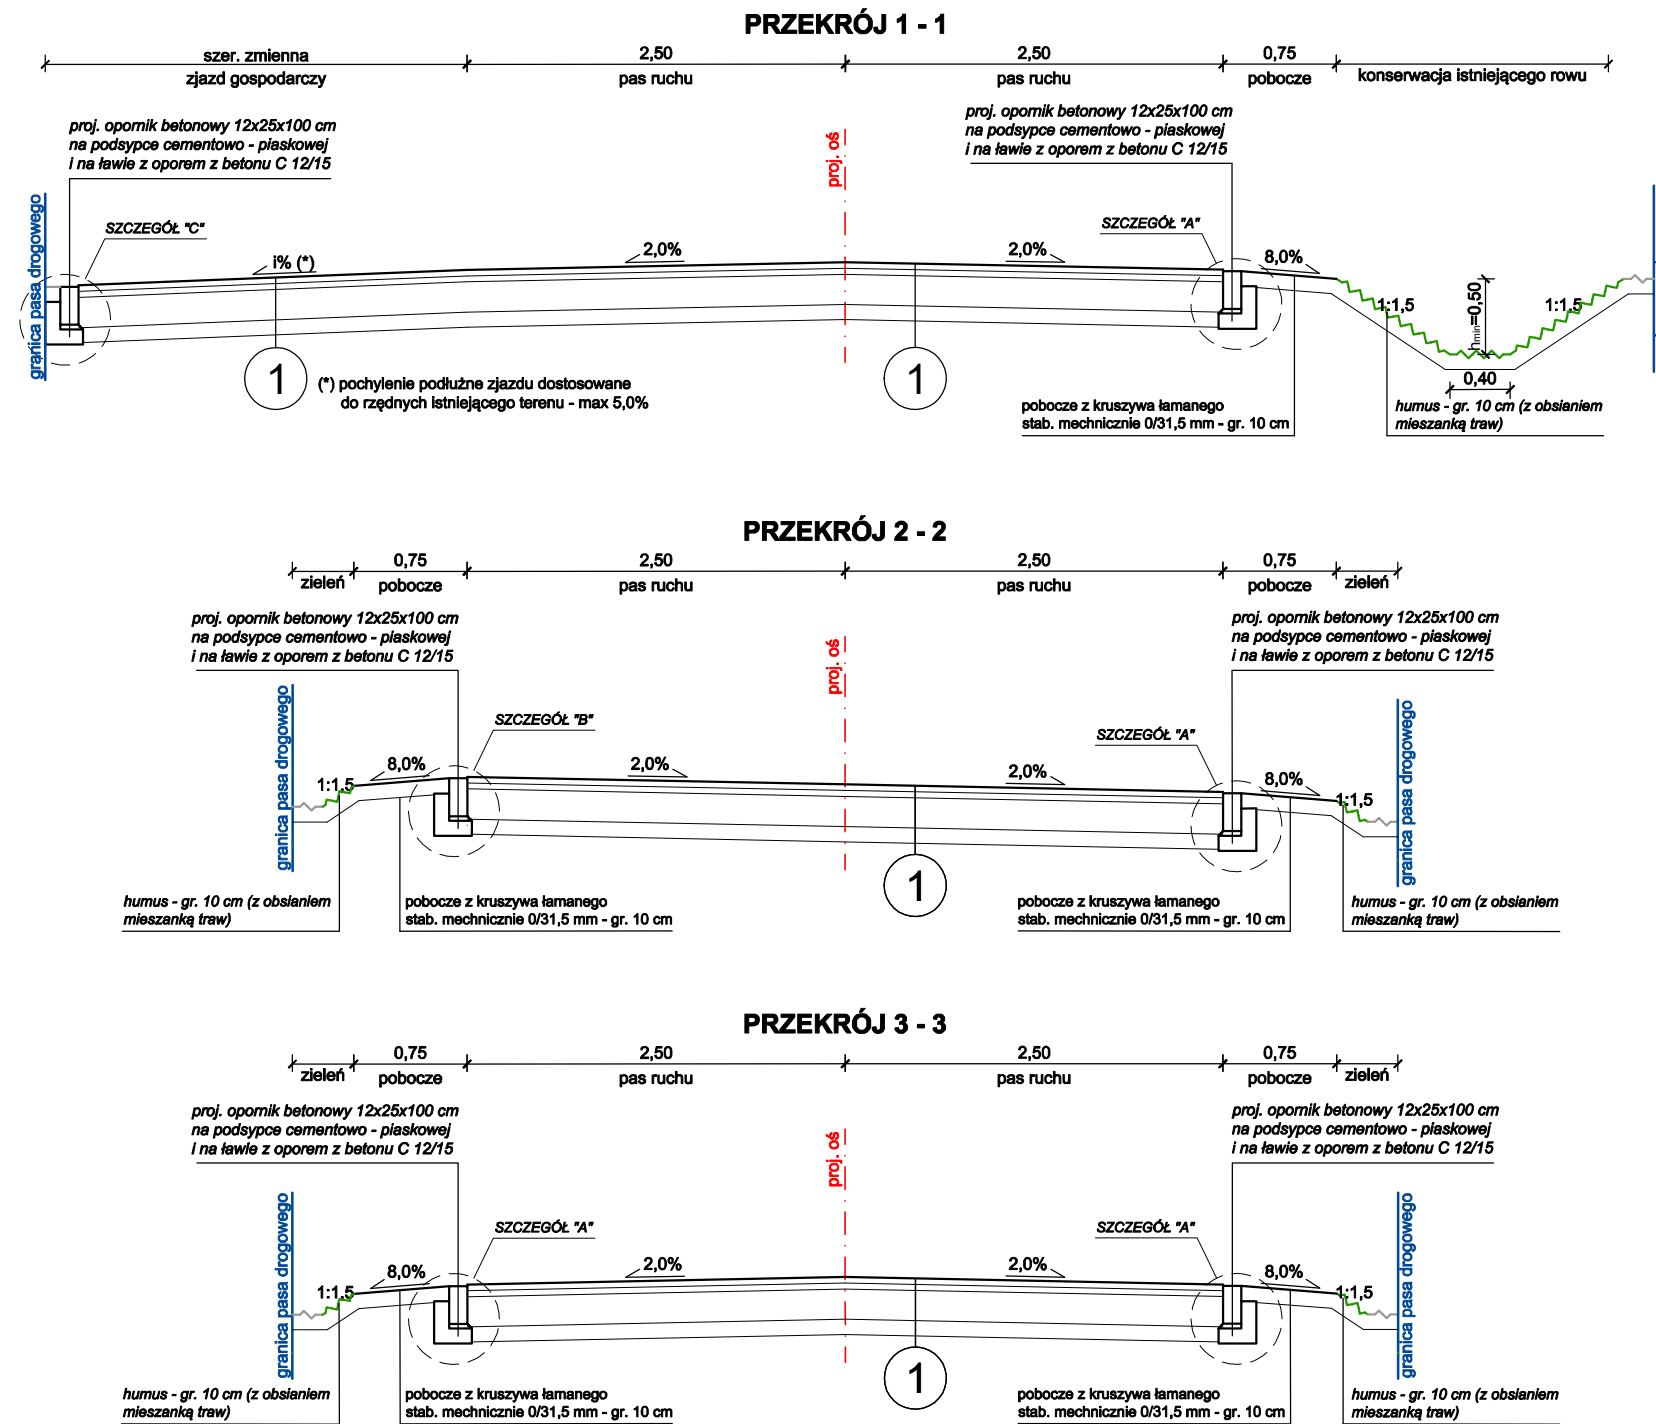 PRZEKRÓJ 1 - 1
szer. zmienna
2,50
2,50
0,75
zjazd gospodarczy
pas ruchu
pas ruchu
pobocze
konserwacja istniejącego rowu
proj. opornik betonowy 12x25x100 cm
na podsypce cementowo - piaskowej
i na ławie z oporem z betonu C 12/15
proj. oś
proj. opornik betonowy 12x25x100 cm
na podsypce cementowo - piaskowej
i na ławie z oporem z betonu C 12/15
granica pasa drogowego
SZCZEGÓŁ "C"
SZCZEGÓŁ "A"
i% (*)
2,0%
2,0%
8,0%
1:1,5
hmin=0,50
1:1,5
0,40
1
(*) pochylenie podłużne zjazdu dostosowane
do rzędnych istniejącego terenu - max 5,0%
1
pobocze z kruszywa łamanego
stab. mechnicznie 0/31,5 mm - gr. 10 cm
humus - gr. 10 cm (z obsianiem
mieszanką traw)
PRZEKRÓJ 2 - 2
0,75
2,50
2,50
0,75
zieleń
pobocze
pas ruchu
pas ruchu
pobocze
zieleń
proj. opornik betonowy 12x25x100 cm
na podsypce cementowo - piaskowej
i na ławie z oporem z betonu C 12/15
proj. oś
proj. opornik betonowy 12x25x100 cm
na podsypce cementowo - piaskowej
i na ławie z oporem z betonu C 12/15
granica pasa drogowego
SZCZEGÓŁ "B"
SZCZEGÓŁ "A"
granica pasa drogowego
1:1,5
8,0%
2,0%
2,0%
8,0%
1:1,5
1
humus - gr. 10 cm (z obsianiem
mieszanką traw)
pobocze z kruszywa łamanego
stab. mechnicznie 0/31,5 mm - gr. 10 cm
pobocze z kruszywa łamanego
stab. mechnicznie 0/31,5 mm - gr. 10 cm
humus - gr. 10 cm (z obsianiem
mieszanką traw)
PRZEKRÓJ 3 - 3
0,75
2,50
2,50
0,75
zieleń
pobocze
pas ruchu
pas ruchu
pobocze
zieleń
proj. opornik betonowy 12x25x100 cm
na podsypce cementowo - piaskowej
i na ławie z oporem z betonu C 12/15
proj. oś
proj. opornik betonowy 12x25x100 cm
na podsypce cementowo - piaskowej
i na ławie z oporem z betonu C 12/15
granica pasa drogowego
SZCZEGÓŁ "A"
SZCZEGÓŁ "A"
granica pasa drogowego
1:1,5
8,0%
2,0%
2,0%
8,0%
1:1,5
1
humus - gr. 10 cm (z obsianiem
mieszanką traw)
pobocze z kruszywa łamanego
stab. mechnicznie 0/31,5 mm - gr. 10 cm
pobocze z kruszywa łamanego
stab. mechnicznie 0/31,5 mm - gr. 10 cm
humus - gr. 10 cm (z obsianiem
mieszanką traw)